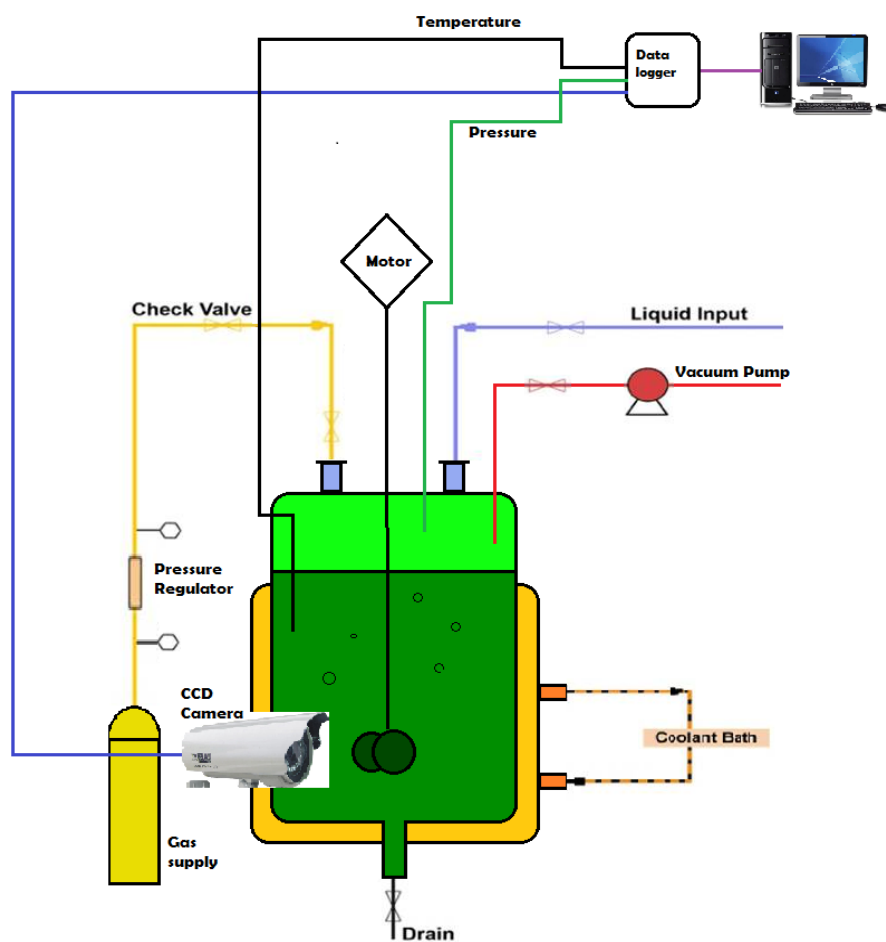 Temperature
Data
logger
Pressure
Motor
Check Valve
Liquid Input
Vacuum Pump
Pressure
Regulator
CCD
Camera
Coolant Bath
Gas
supply
Drain